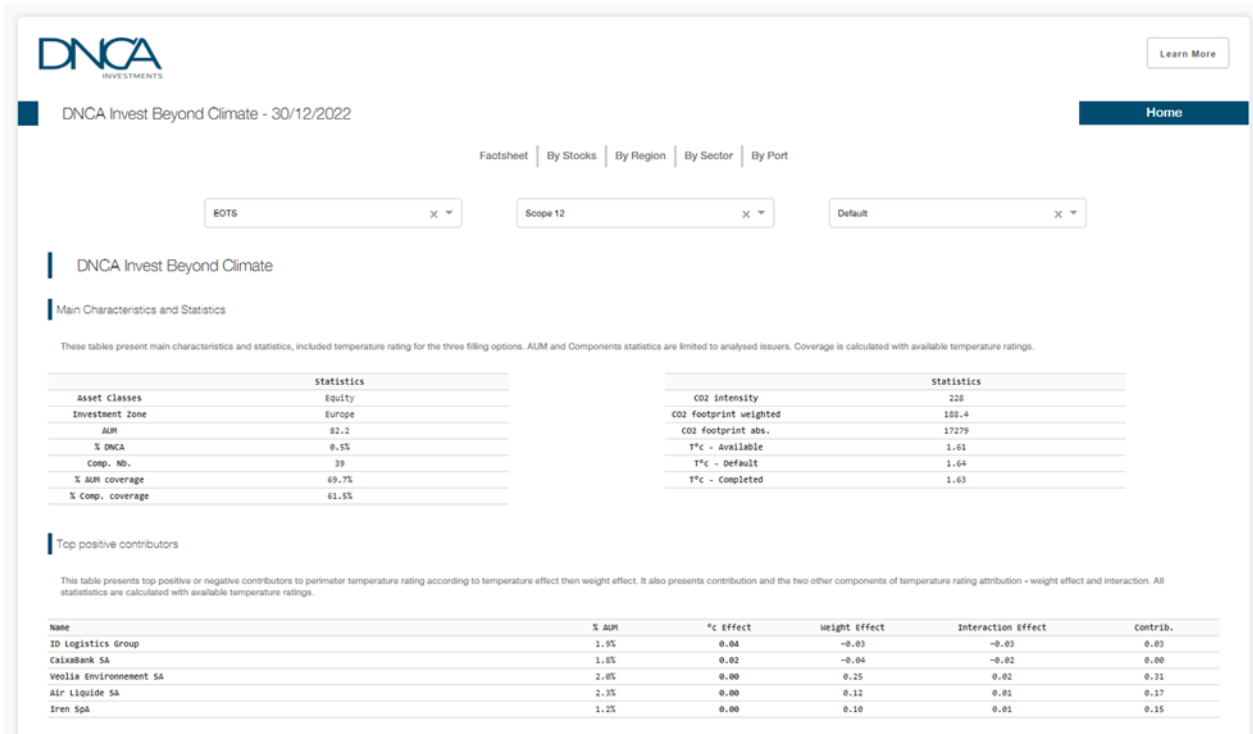 DNCA
INVESTMENTS
Learn More
DNCA Invest Beyond Climate - 30/12/2022
Home
Factsheet By Stocks By Region By Sector By Port
EOTS Scope 12 Default
DNCA Invest Beyond Climate
Main Characteristics and Statistics
These tables present main characteristics and statistics, included temperature rating for the three filling options. AUM and Components statistics are limited to analysed issuers. Coverage is calculated with available temperature ratings.
Statistics
Asset Classes Equity
Investment Zone Europe
AUM 82.2
% DNCA 0.5%
Comp. Nb. 39
% AUM coverage 69.7%
% Comp. coverage 61.5%
Statistics
CO2 intensity 228
CO2 footprint weighted 188.4
CO2 footprint abs. 17279
T°c - Available 1.61
T°c - Default 1.64
T°c - Completed 1.63
Top positive contributors
This table presents top positive or negative contributors to perimeter temperature rating according to temperature effect then weight effect. It also presents contribution and the two other components of temperature rating attribution - weight effect and interaction. All
statististics are calculated with available temperature ratings.
Name % AUM °c Effect Weight Effect Interaction Effect Contrib.
ID Logistics Group 1.9% 0.04 -0.03 -0.03 0.03
CaixaBank SA 1.8% 0.02 -0.04 -0.02 0.00
Veolia Environnement SA 2.0% 0.00 0.25 0.02 0.31
Air Liquide SA 2.3% 0.00 0.12 0.01 0.17
Iren SpA 1.2% 0.00 0.10 0.01 0.15